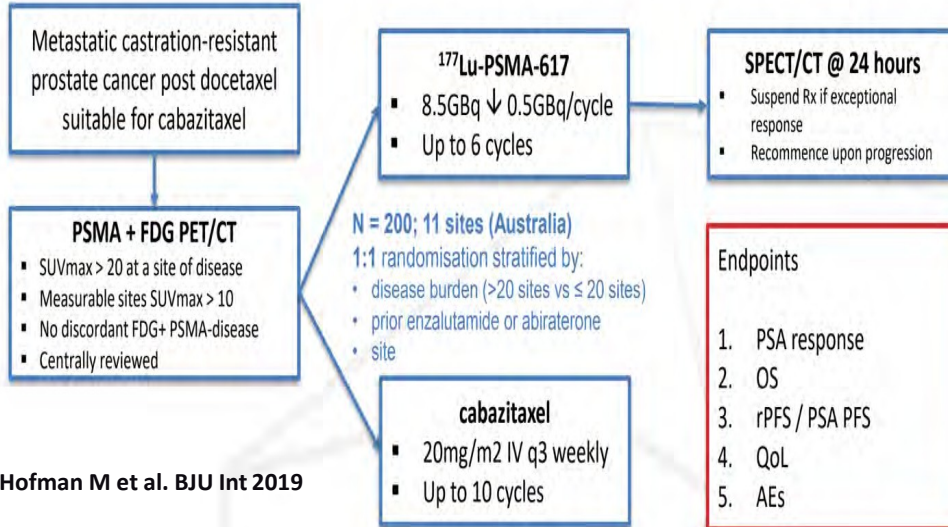 Metastatic castration-resistant
prostate cancer post docetaxel
suitable for cabazitaxel
PSMA + FDG PET/CT
▪ SUVmax > 20 at a site of disease
▪ Measurable sites SUVmax > 10
▪ No discordant FDG+ PSMA-disease
▪ Centrally reviewed
¹⁷⁷Lu-PSMA-617
▪ 8.5GBq ↓ 0.5GBq/cycle
▪ Up to 6 cycles
SPECT/CT @ 24 hours
▪ Suspend Rx if exceptional
response
▪ Recommence upon progression
N = 200; 11 sites (Australia)
1:1 randomisation stratified by:
• disease burden (>20 sites vs ≤ 20 sites)
• prior enzalutamide or abiraterone
• site
cabazitaxel
▪ 20mg/m2 IV q3 weekly
▪ Up to 10 cycles
Endpoints
1. PSA response
2. OS
3. rPFS / PSA PFS
4. QoL
5. AEs
Hofman M et al. BJU Int 2019